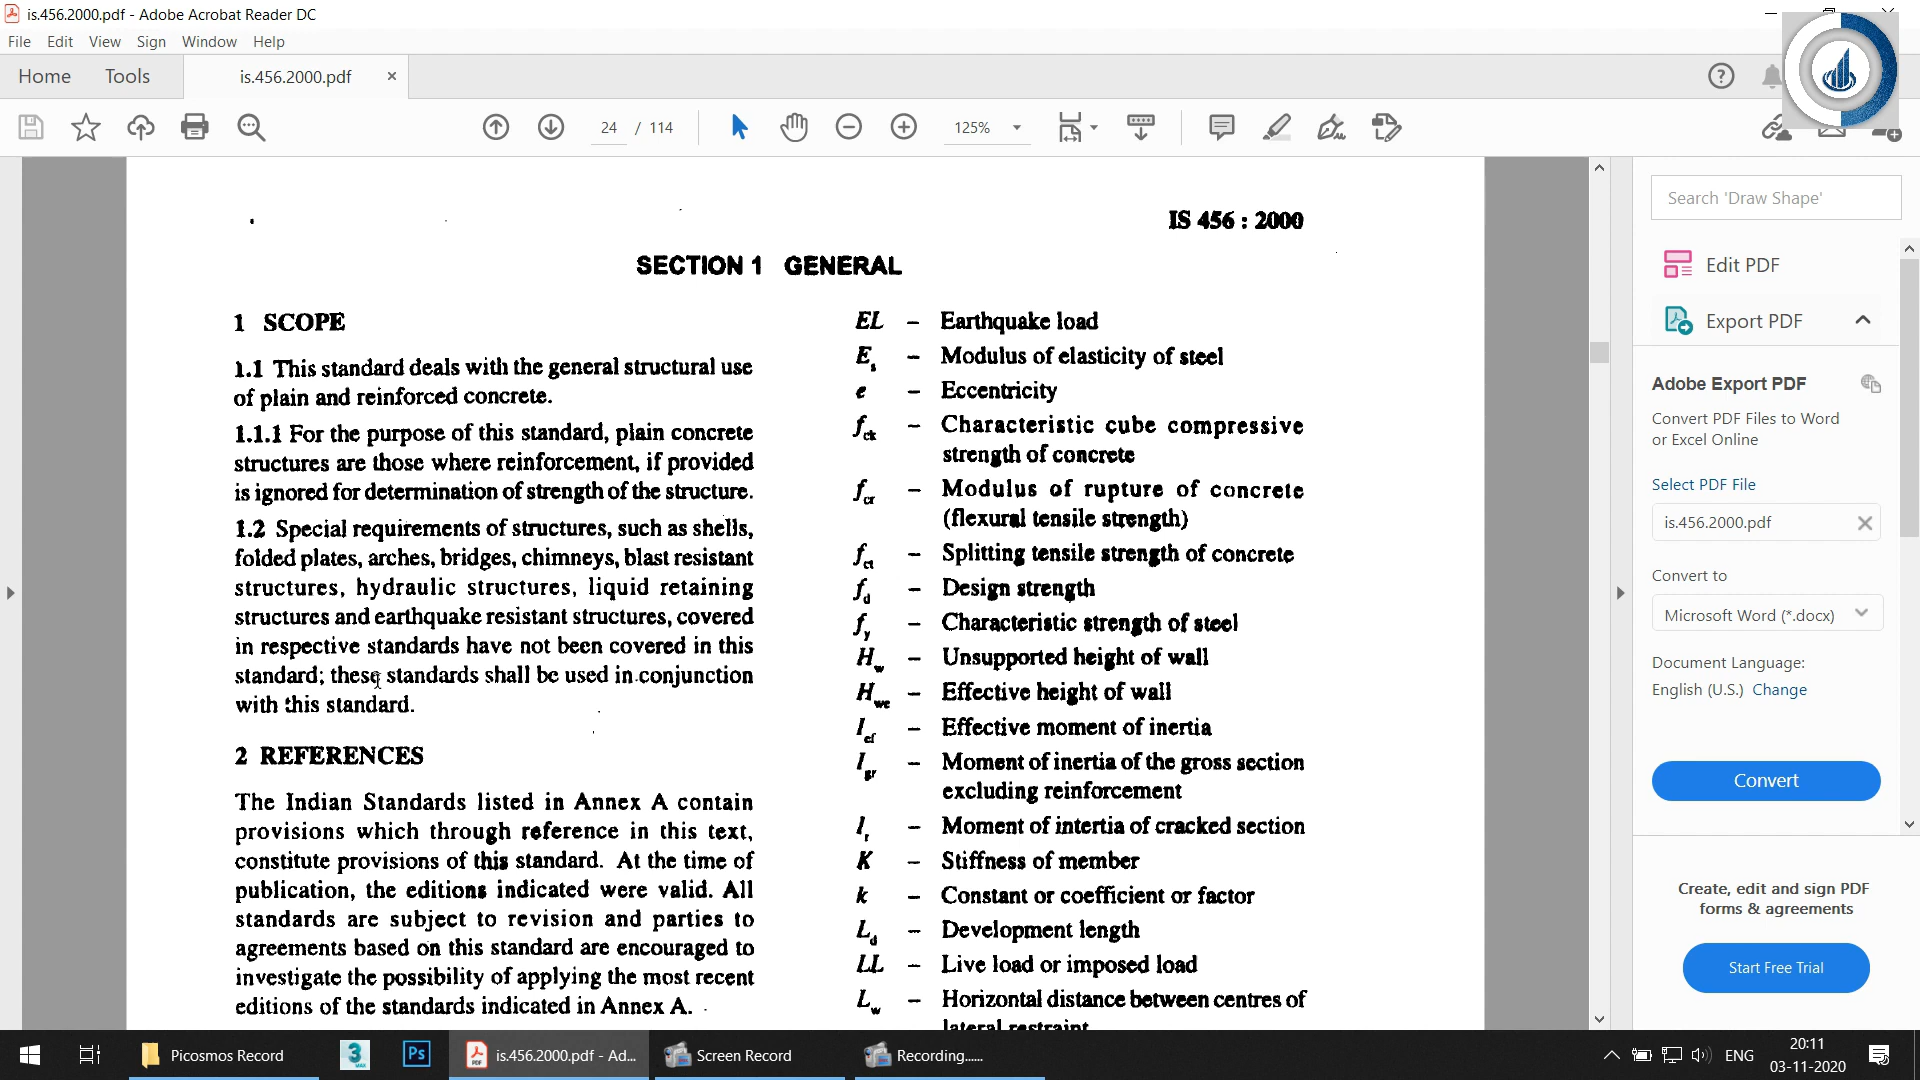 is.456.2000.pdf - Adobe Acrobat Reader DC
File Edit View Sign Window Help
Home Tools is.456.2000.pdf ×
24 / 114 125%
IS 456 : 2000
SECTION 1 GENERAL
1 SCOPE
1.1 This standard deals with the general structural use
of plain and reinforced concrete.
1.1.1 For the purpose of this standard, plain concrete
structures are those where reinforcement, if provided
is ignored for determination of strength of the structure.
1.2 Special requirements of structures, such as shells,
folded plates, arches, bridges, chimneys, blast resistant
structures, hydraulic structures, liquid retaining
structures and earthquake resistant structures, covered
in respective standards have not been covered in this
standard; these standards shall be used in conjunction
with this standard.
2 REFERENCES
The Indian Standards listed in Annex A contain
provisions which through reference in this text,
constitute provisions of this standard. At the time of
publication, the editions indicated were valid. All
standards are subject to revision and parties to
agreements based on this standard are encouraged to
investigate the possibility of applying the most recent
editions of the standards indicated in Annex A.
EL – Earthquake load
E_s – Modulus of elasticity of steel
e – Eccentricity
f_ck – Characteristic cube compressive
strength of concrete
f_cr – Modulus of rupture of concrete
(flexural tensile strength)
f_ct – Splitting tensile strength of concrete
f_d – Design strength
f_y – Characteristic strength of steel
H_w – Unsupported height of wall
H_we – Effective height of wall
I_ef – Effective moment of inertia
I_gr – Moment of inertia of the gross section
excluding reinforcement
I_r – Moment of intertia of cracked section
K – Stiffness of member
k – Constant or coefficient or factor
L_d – Development length
LL – Live load or imposed load
L_w – Horizontal distance between centres of
lateral restraint
Search 'Draw Shape'
Edit PDF
Export PDF
Adobe Export PDF
Convert PDF Files to Word
or Excel Online
Select PDF File
is.456.2000.pdf
Convert to
Microsoft Word (*.docx)
Document Language:
English (U.S.) Change
Convert
Create, edit and sign PDF
forms & agreements
Start Free Trial
Picosmos Record
3
Ps
is.456.2000.pdf - Ad...
Screen Record
Recording......
ENG
20:11
03-11-2020